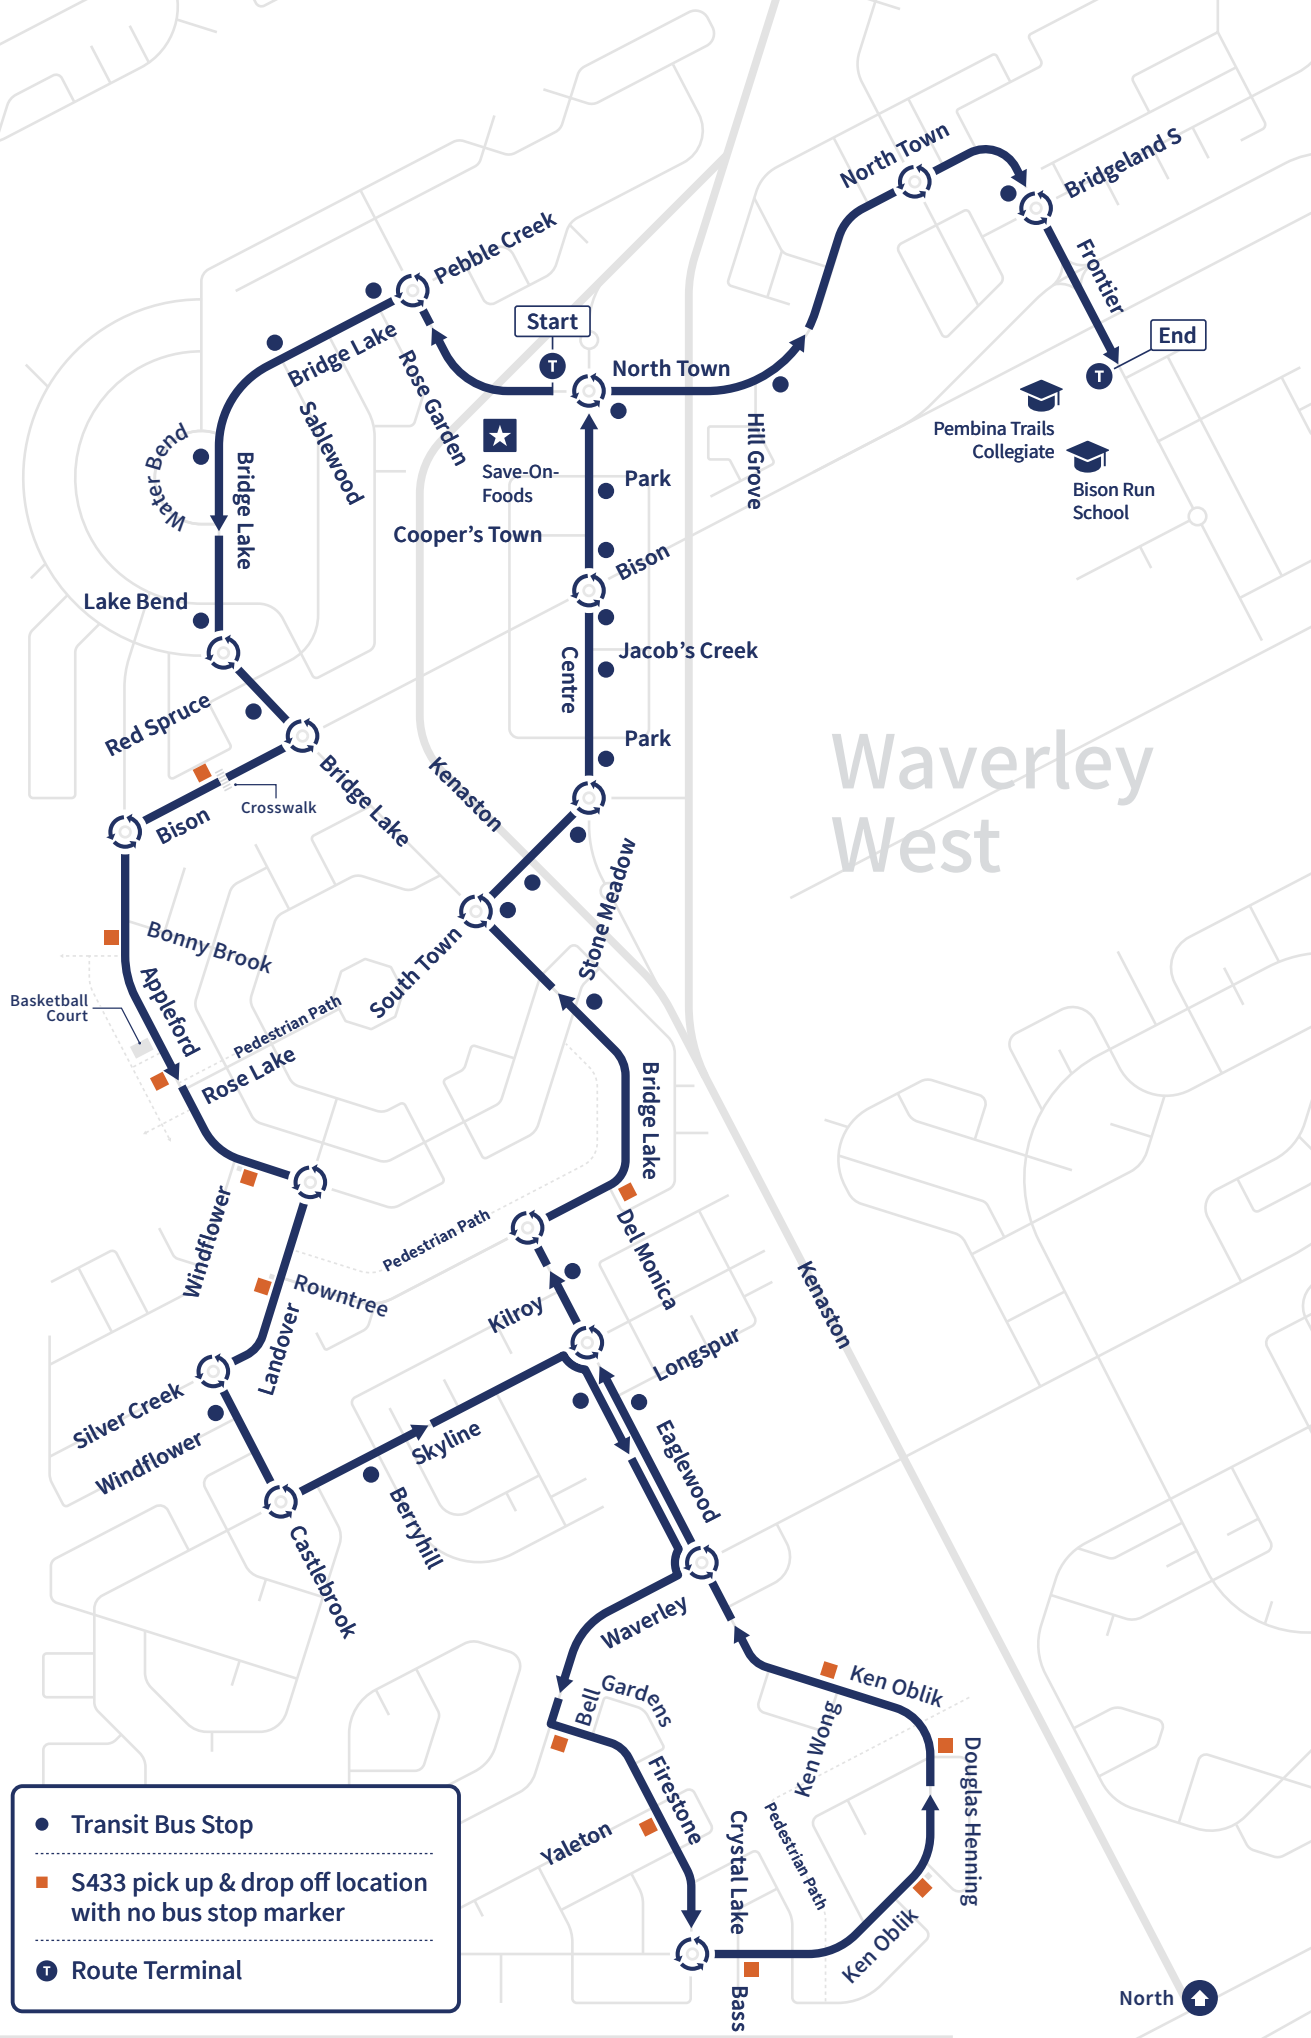 North Town
Bridgeland S
Pebble Creek
Frontier
Start
T
End
T
North Town
Bridge Lake
Rose Garden
Sablewood
Hill Grove
Pembina Trails
Collegiate
Bison Run
School
Save-On-
Foods
Water Bend
Bridge Lake
Park
Cooper's Town
Bison
Lake Bend
Jacob's Creek
Centre
Red Spruce
Park
Waverley
West
Kenaston
Bridge Lake
Crosswalk
Bison
Stone Meadow
Bonny Brook
South Town
Appleford
Basketball
Court
Pedestrian Path
Rose Lake
Bridge Lake
Windflower
Pedestrian Path
Del Monica
Rowntree
Kilroy
Kenaston
Landover
Longspur
Silver Creek
Windflower
Skyline
Eaglewood
Berryhill
Castlebrook
Waverley
Bell
Gardens
Ken Oblik
Ken Wong
Firestone
Douglas Henning
Yaleton
Crystal Lake
Pedestrian Path
Ken Oblik
Bass
Transit Bus Stop
S433 pick up & drop off location
with no bus stop marker
T
Route Terminal
North